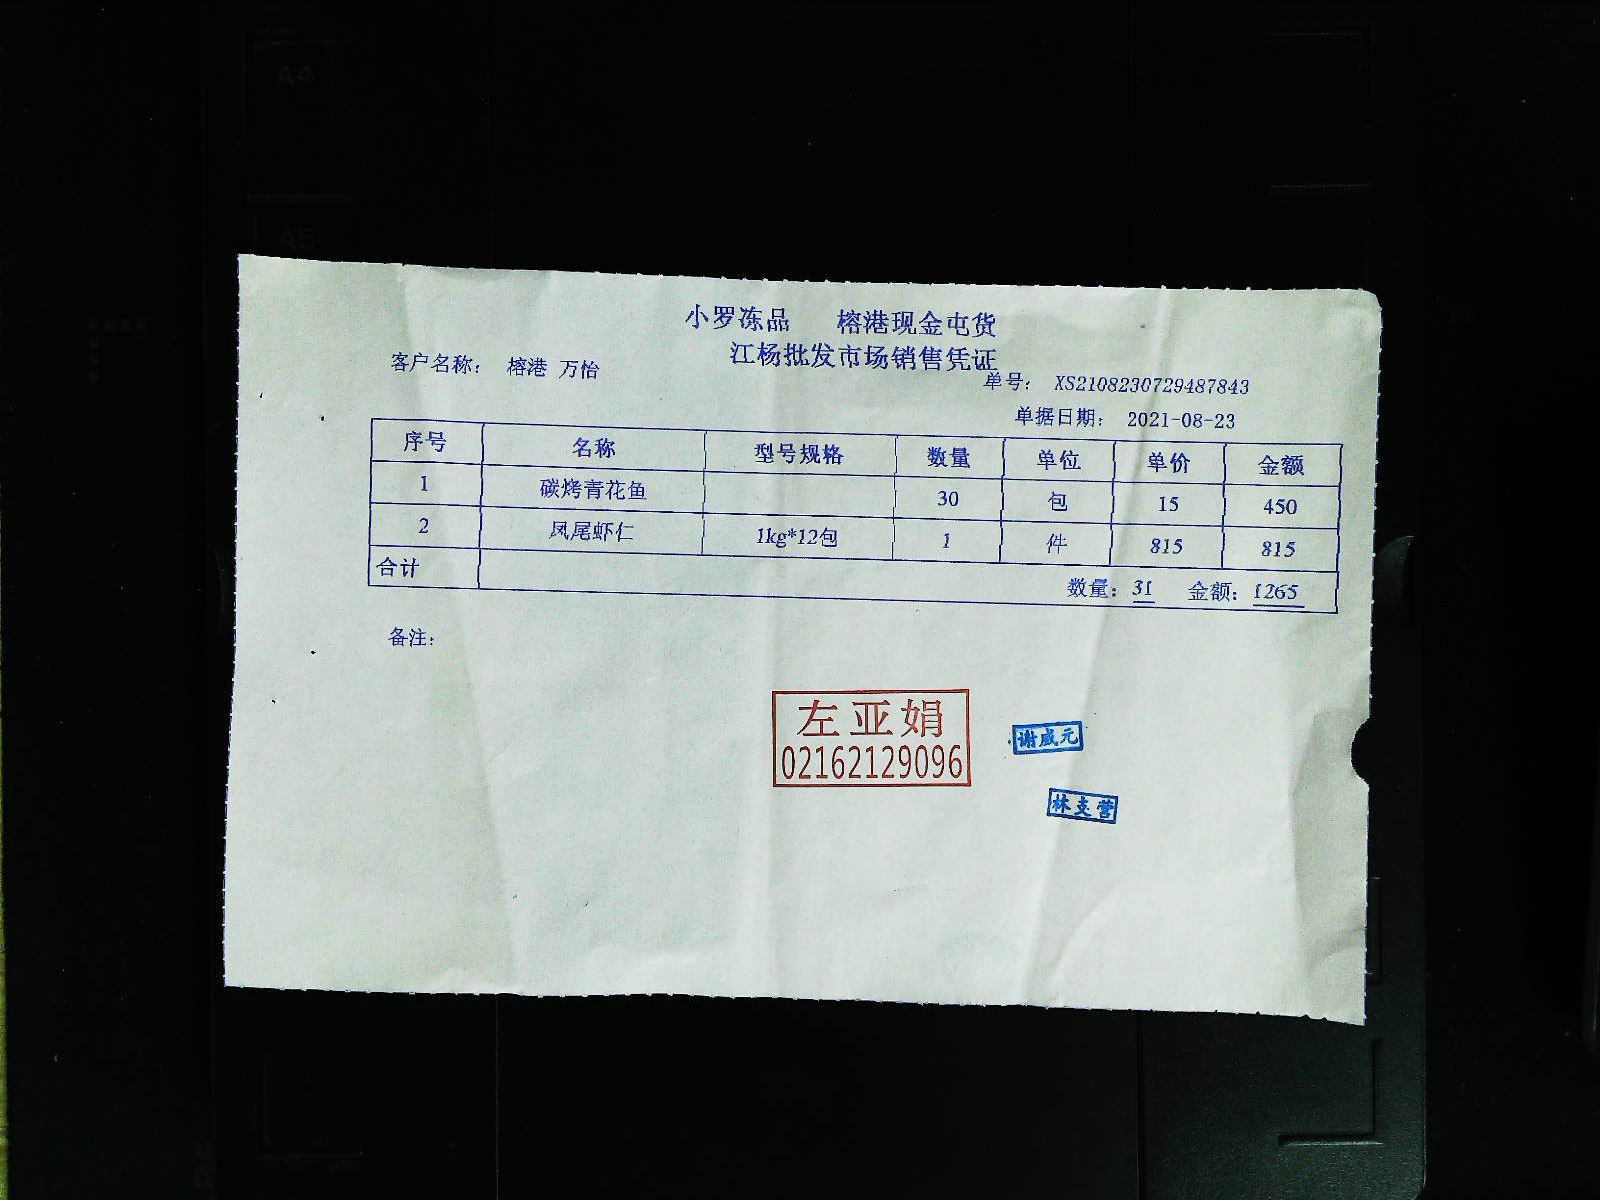 A4
A5
小罗冻品 榕港现金屯货
江杨批发市场销售凭证
客户名称： 榕港 万怡
单号： XS2108230729487843
单据日期： 2021-08-23
序号 名称 型号规格 数量 单位 单价 金额
1 碳烤青花鱼 30 包 15 450
2 凤尾虾仁 1kg*12包 1 件 815 815
合计 数量：31 金额：1265
备注：
左亚娟
02162129096
谢威元
林支营